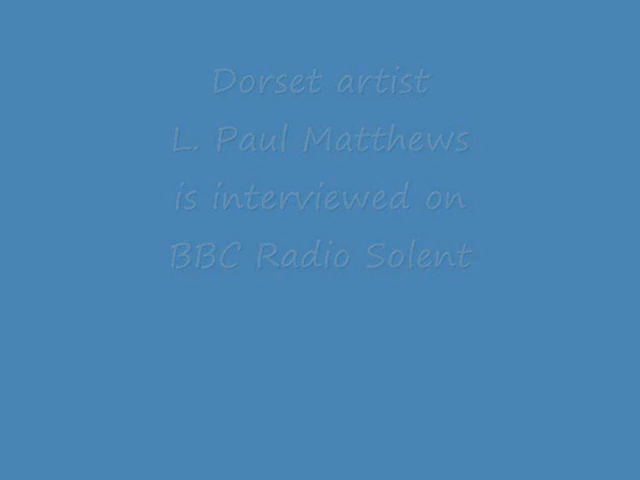 Dorset artist
L. Paul Matthews
is interviewed on
BBC Radio Solent